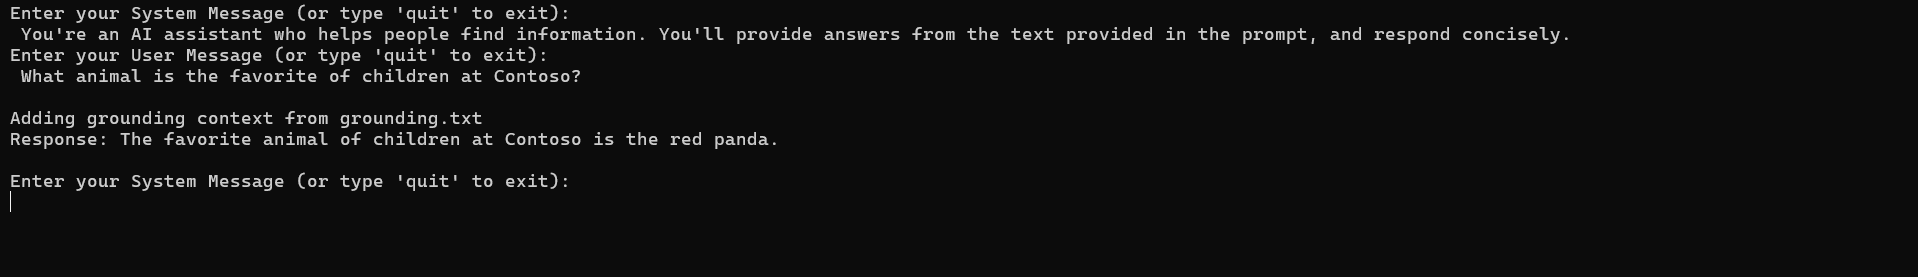 Enter your System Message (or type 'quit' to exit):
You're an AI assistant who helps people find information. You'll provide answers from the text provided in the prompt, and respond concisely.
Enter your User Message (or type 'quit' to exit):
What animal is the favorite of children at Contoso?
Adding grounding context from grounding.txt
Response: The favorite animal of children at Contoso is the red panda.
Enter your System Message (or type 'quit' to exit):